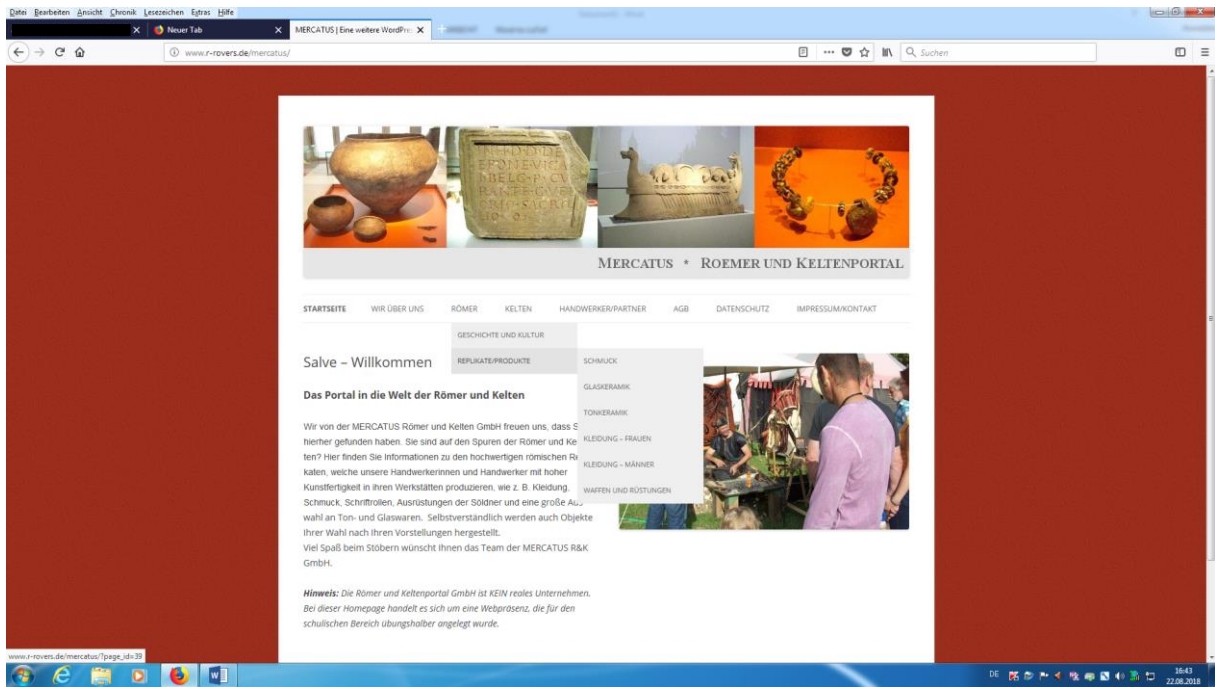 Datei Bearbeiten Ansicht Chronik Lesezeichen Extras Hilfe
Neuer Tab
MERCATUS | Eine weitere WordPre
www.r-rovers.de/mercatus/
Suchen
MERCATUS * ROEMER UND KELTENPORTAL
STARTSEITE WIR ÜBER UNS RÖMER KELTEN HANDWERKER/PARTNER AGB DATENSCHUTZ IMPRESSUM/KONTAKT
GESCHICHTE UND KULTUR
REPLIKATE/PRODUKTE
SCHMUCK
GLASKERAMIK
TONKERAMIK
KLEIDUNG – FRAUEN
KLEIDUNG – MÄNNER
WAFFEN UND RÜSTUNGEN
Salve – Willkommen
Das Portal in die Welt der Römer und Kelten
Wir von der MERCATUS Römer und Kelten GmbH freuen uns, dass S
hierher gefunden haben. Sie sind auf den Spuren der Römer und Ke
ten? Hier finden Sie Informationen zu den hochwertigen römischen Re
katen, welche unsere Handwerkerinnen und Handwerker mit hoher
Kunstfertigkeit in ihren Werkstätten produzieren, wie z. B. Kleidung,
Schmuck, Schriftrollen, Ausrüstungen der Söldner und eine große Aus
wahl an Ton- und Glaswaren. Selbstverständlich werden auch Objekte
Ihrer Wahl nach Ihren Vorstellungen hergestellt.
Viel Spaß beim Stöbern wünscht Ihnen das Team der MERCATUS R&K
GmbH.
Hinweis: Die Römer und Keltenportal GmbH ist KEIN reales Unternehmen.
Bei dieser Homepage handelt es sich um eine Webpräsenz, die für den
schulischen Bereich übungshalber angelegt wurde.
www.r-rovers.de/mercatus/?page_id=39
DE
16:43
22.08.2018